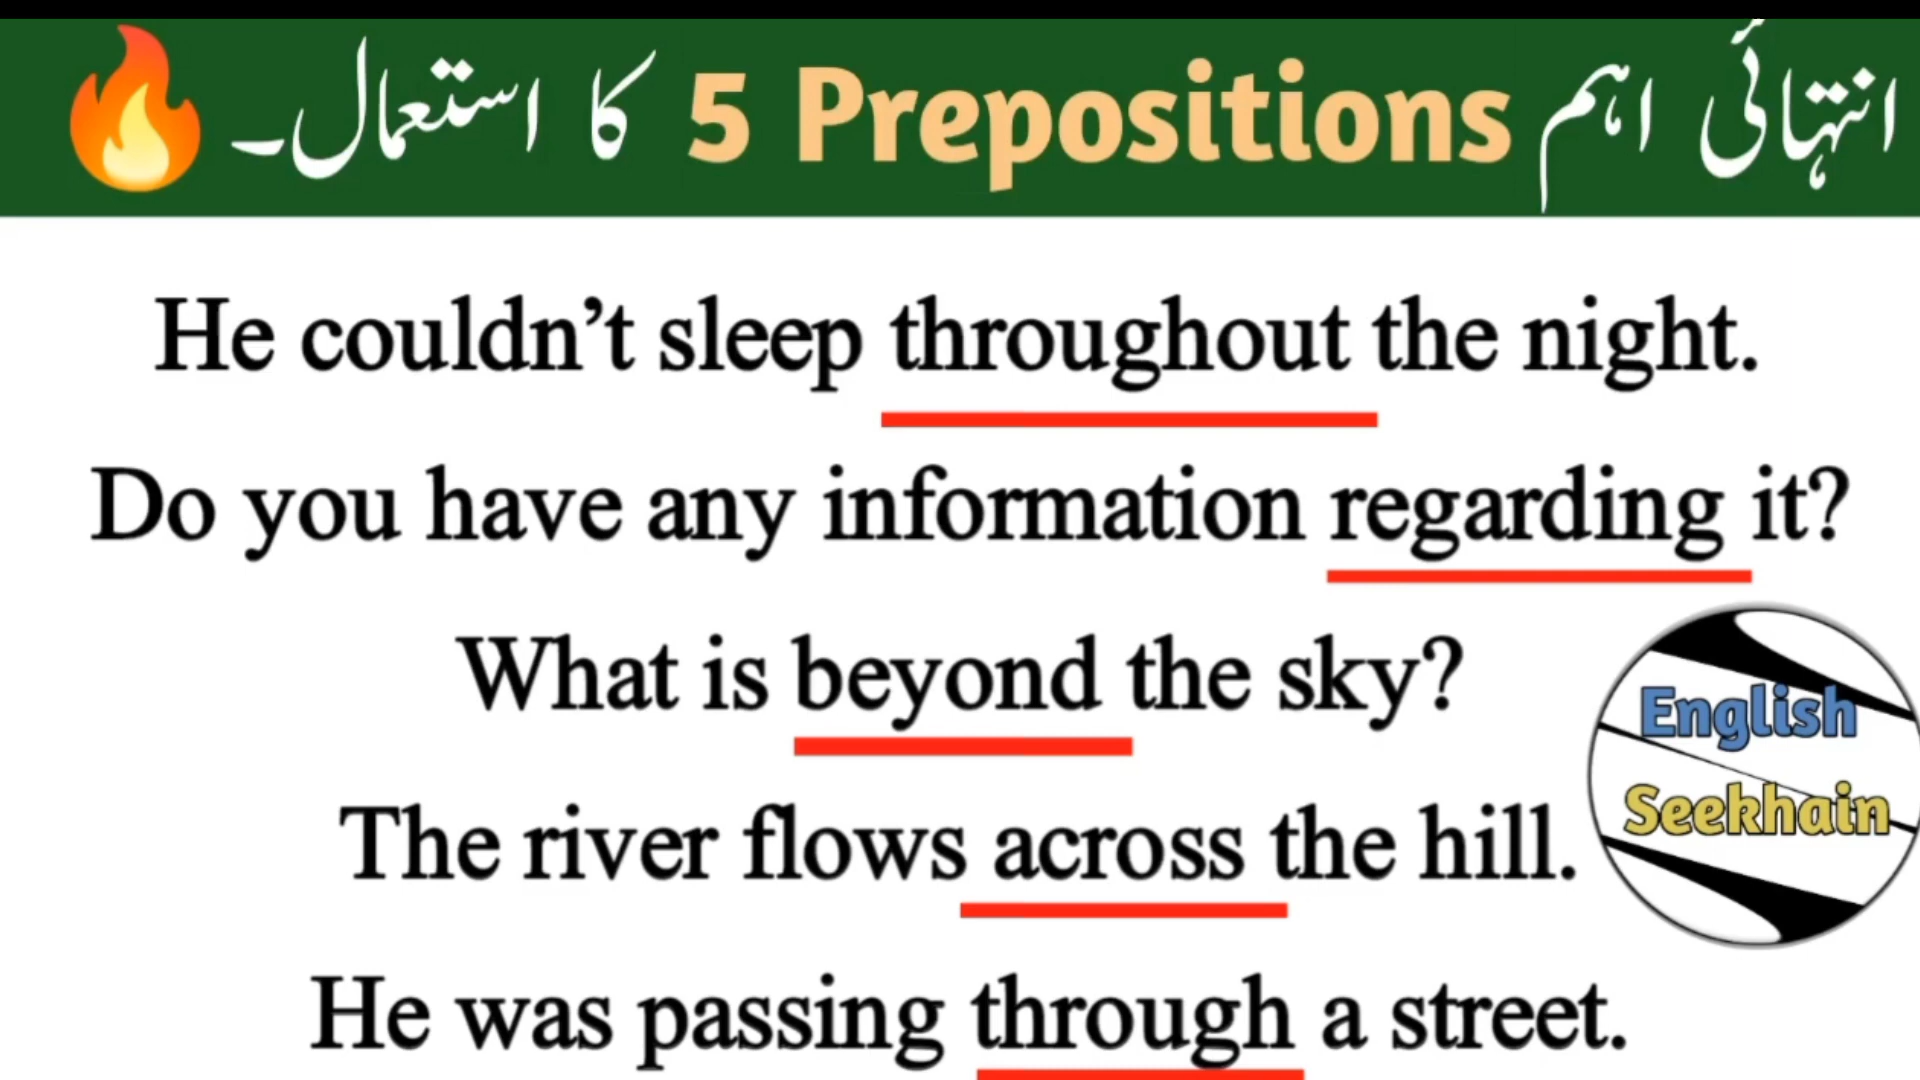 انتہائی اہم 5 Prepositions کا استعمال۔
He couldn’t sleep throughout the night.
Do you have any information regarding it?
What is beyond the sky?
English
Seekhain
The river flows across the hill.
He was passing through a street.